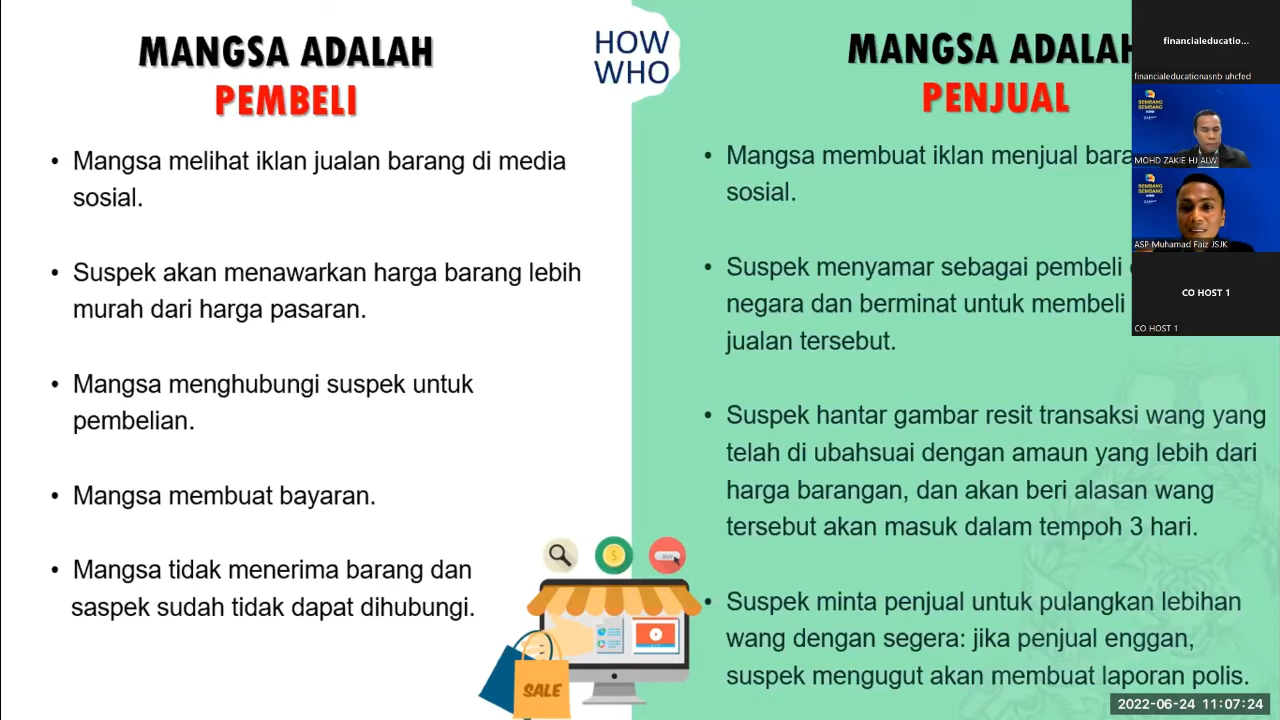 MANGSA ADALAH
PEMBELI
• Mangsa melihat iklan jualan barang di media
sosial.
• Suspek akan menawarkan harga barang lebih
murah dari harga pasaran.
• Mangsa menghubungi suspek untuk
pembelian.
• Mangsa membuat bayaran.
• Mangsa tidak menerima barang dan
saspek sudah tidak dapat dihubungi.
SALE
HOW
WHO
MANGSA ADALAH
PENJUAL
• Mangsa membuat iklan menjual
sosial.
• Suspek menyamar sebagai pembeli
negara dan berminat untuk membeli
jualan tersebut.
• Suspek hantar gambar resit transaksi wang yang
telah di ubahsuai dengan amaun yang lebih dari
harga barangan, dan akan beri alasan wang
tersebut akan masuk dalam tempoh 3 hari.
• Suspek minta penjual untuk pulangkan lebihan
wang dengan segera: jika penjual enggan,
suspek mengugut akan membuat laporan polis.
financialeducatio...
financialeducationasnb uhcfed
SEMBANG
SEMBANG
MOHD ZAKIE HJ ALW
SEMBANG
SEMBANG
ASP Muhamad Faiz JSJK
CO HOST 1
CO HOST 1
2022-06-24 11:07:24